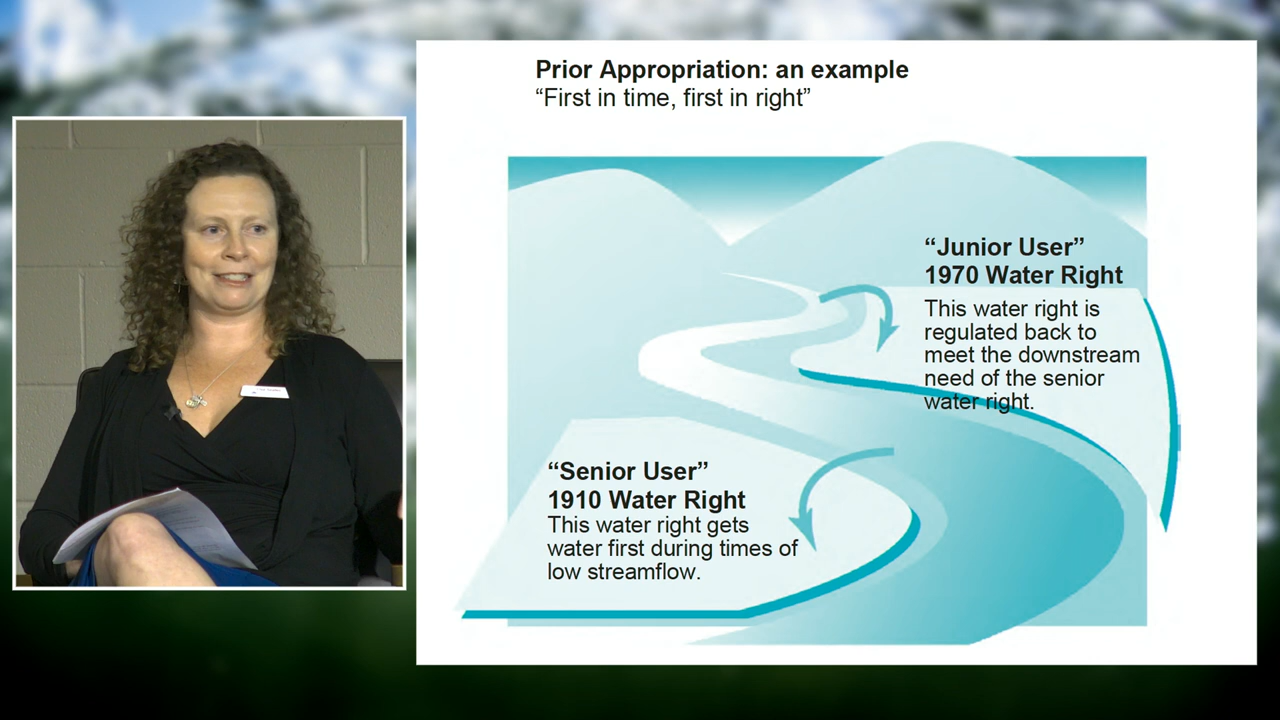 Prior Appropriation: an example
“First in time, first in right”
“Junior User”
1970 Water Right
This water right is
regulated back to
meet the downstream
need of the senior
water right.
“Senior User”
1910 Water Right
This water right gets
water first during times of
low streamflow.